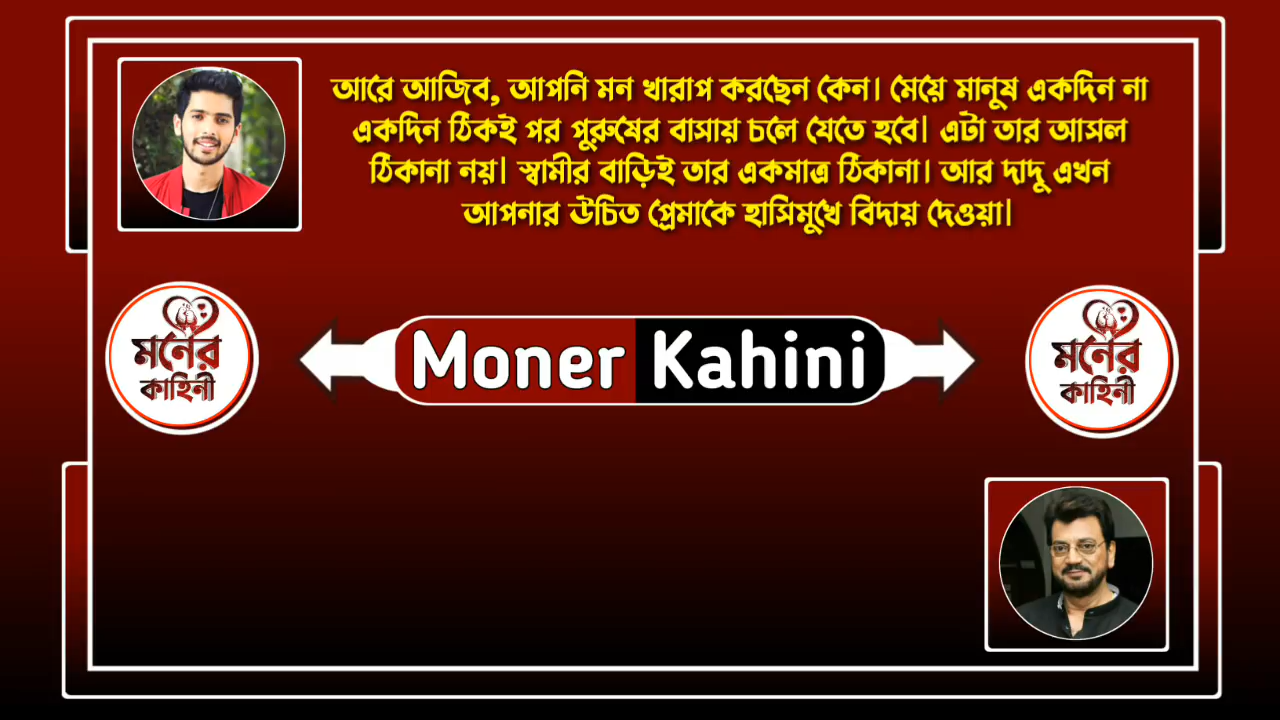 আরে আজিব, আপনি মন খারাপ করছেন কেন। মেয়ে মানুষ একদিন না
একদিন ঠিকই পর পুরুষের বাসায় চলে যেতে হবে| এটা তার আসল
ঠিকানা নয়| স্বামীর বাড়িই তার একমাত্র ঠিকানা। আর দাদু এখন
আপনার উচিত প্রেমাকে হাসিমুখে বিদায় দেওয়া|
মনের
কাহিনী
Moner Kahini
মনের
কাহিনী